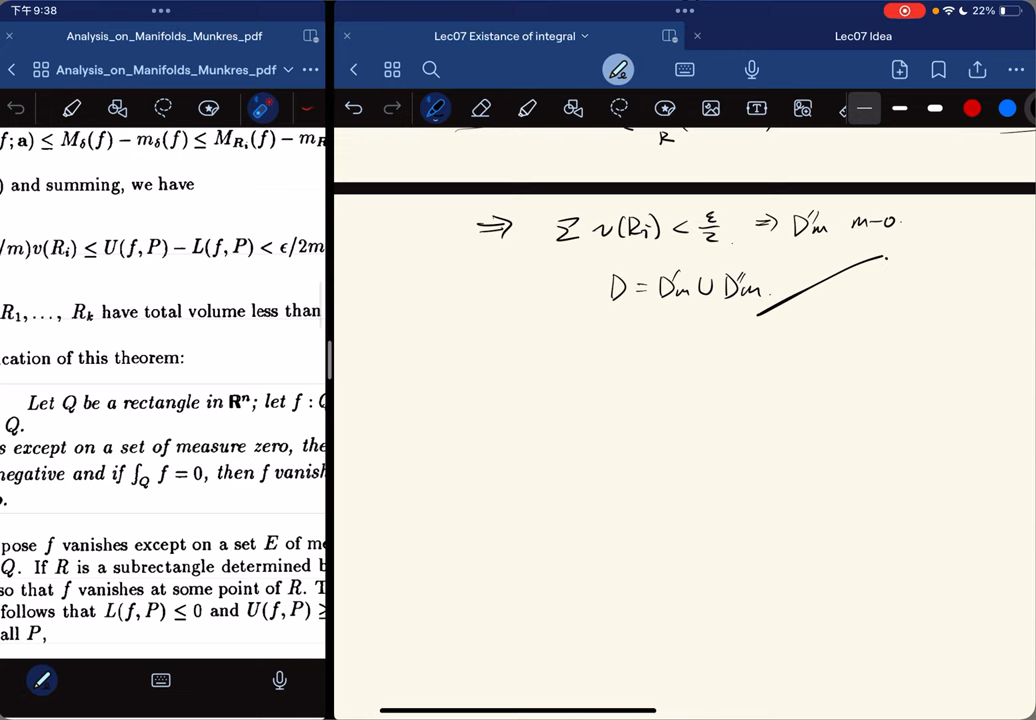 下午9:38
22%
Analysis_on_Manifolds_Munkres.pdf
Lec07 Existance of integral
Lec07 Idea
Analysis_on_Manifolds_Munkres.pdf
f; a) ≤ M_δ(f) − m_δ(f) ≤ M_{R_i}(f) − m_R
) and summing, we have
/m)v(R_i) ≤ U(f, P) − L(f, P) < ϵ/2m
R_1, ..., R_k have total volume less than
cation of this theorem:
Let Q be a rectangle in R^n; let f : Q
Q.
s except on a set of measure zero, the
negative and if ∫_Q f = 0, then f vanish
pose f vanishes except on a set E of me
Q. If R is a subrectangle determined b
so that f vanishes at some point of R. T
follows that L(f, P) ≤ 0 and U(f, P) ≥
all P,
R
⇒ Σ v(R_i) < ε/2 . ⇒ D''_m m-0.
D = D'_m ∪ D''_m.